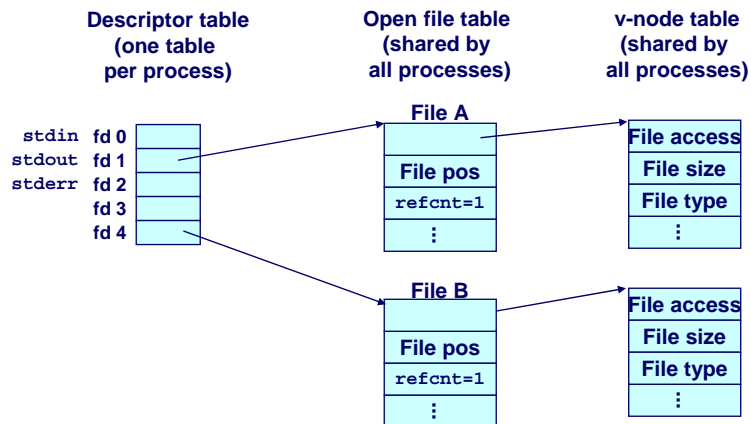 Descriptor table
(one table
per process)
Open file table
(shared by
all processes)
v-node table
(shared by
all processes)
stdin fd 0
stdout fd 1
stderr fd 2
fd 3
fd 4
File A
File pos
refcnt=1
⋮
File access
File size
File type
⋮
File B
File pos
refcnt=1
⋮
File access
File size
File type
⋮